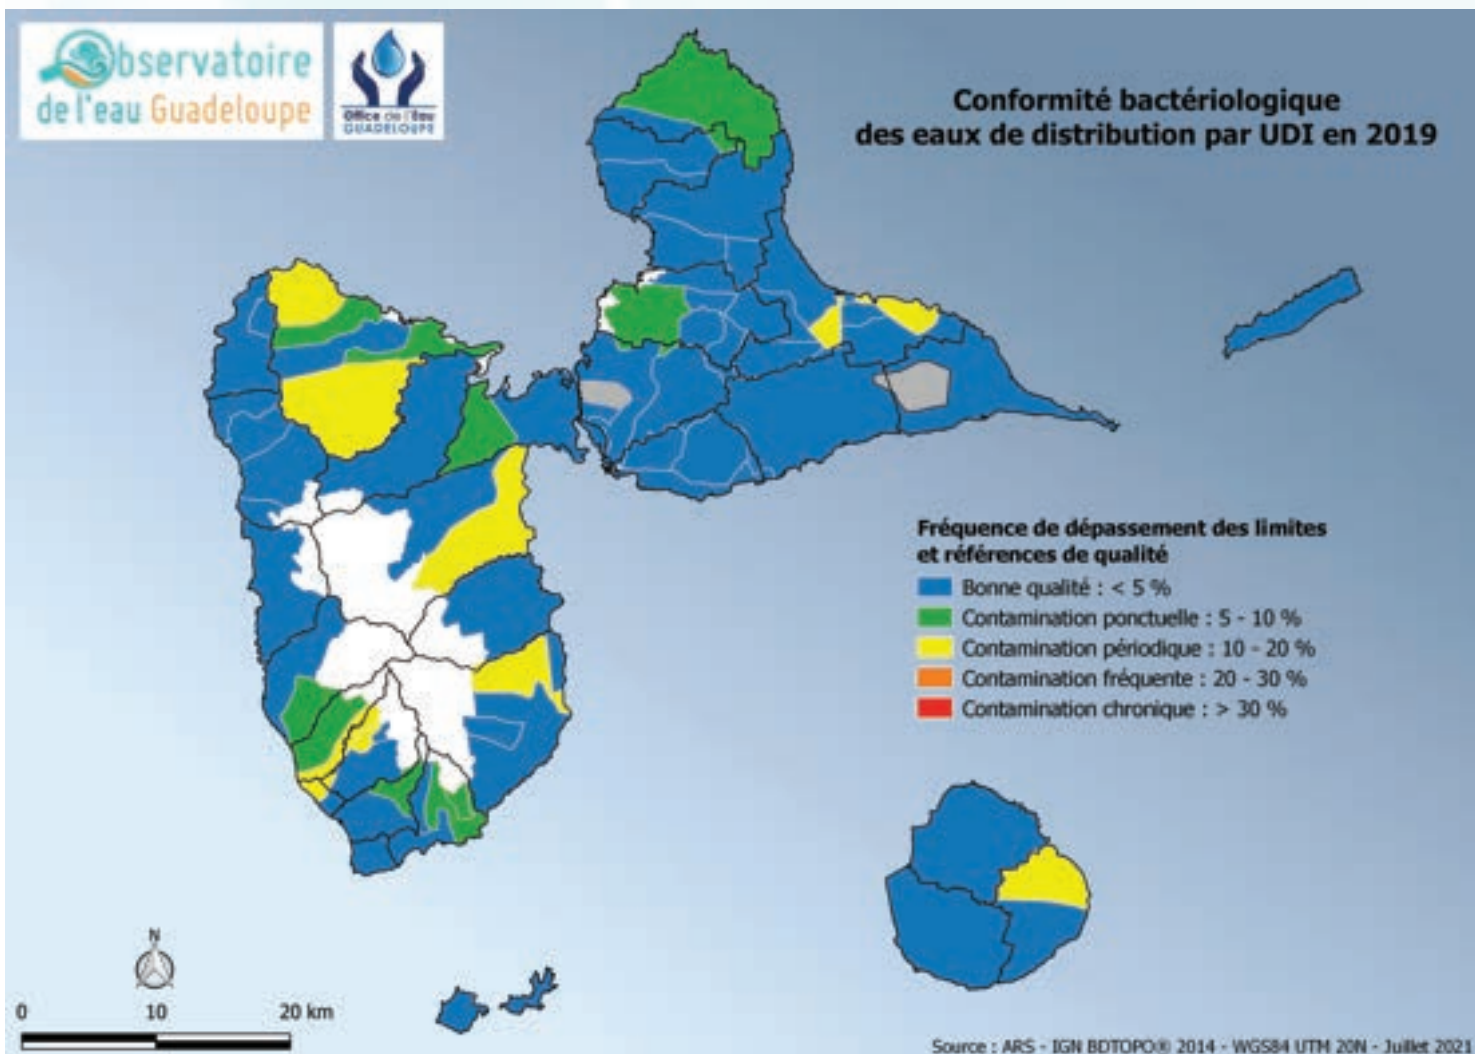 Observatoire
de l'eau Guadeloupe
Office de l'Eau
GUADELOUPE
Conformité bactériologique
des eaux de distribution par UDI en 2019
Fréquence de dépassement des limites
et références de qualité
Bonne qualité : < 5 %
Contamination ponctuelle : 5 - 10 %
Contamination périodique : 10 - 20 %
Contamination fréquente : 20 - 30 %
Contamination chronique : > 30 %
N
0 10 20 km
Source : ARS - IGN BDTOPO® 2014 - WGS84 UTM 20N - Juillet 2021